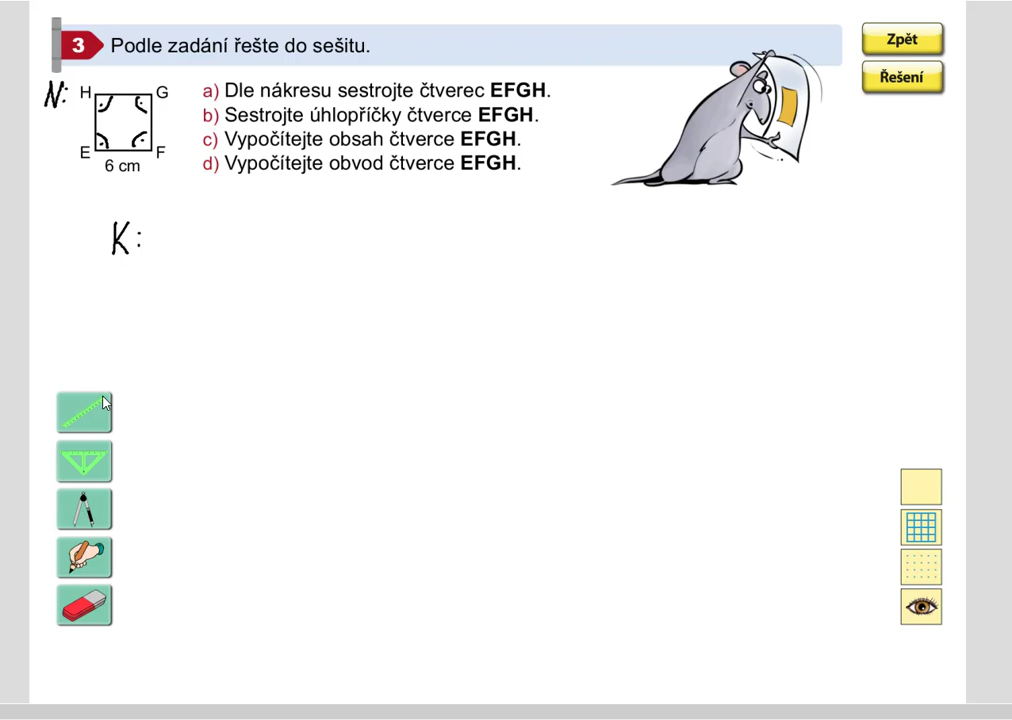 3 Podle zadání řešte do sešitu.
Zpět
Řešení
N: H G
E F
6 cm
a) Dle nákresu sestrojte čtverec EFGH.
b) Sestrojte úhlopříčky čtverce EFGH.
c) Vypočítejte obsah čtverce EFGH.
d) Vypočítejte obvod čtverce EFGH.
K: